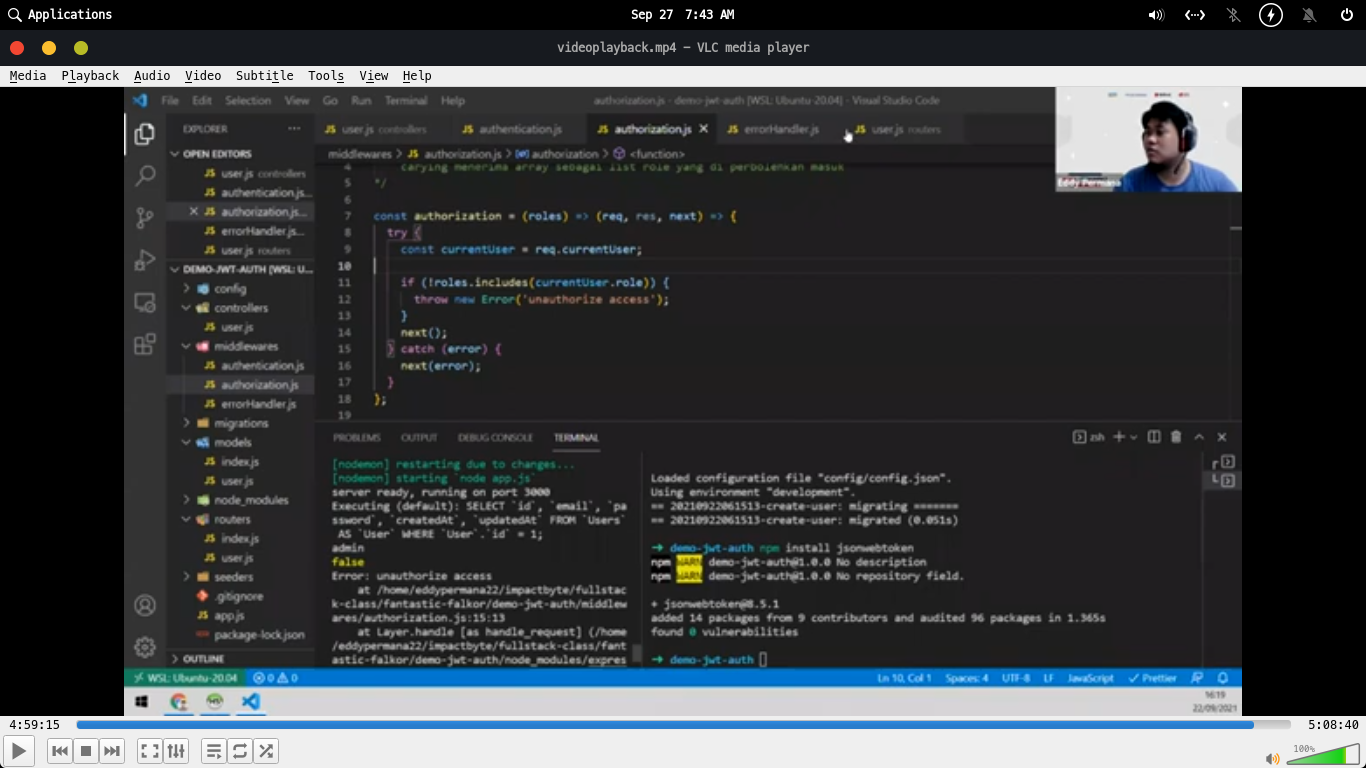 Applications
Sep 27 7:43 AM
videoplayback.mp4 - VLC media player
Media Playback Audio Video Subtitle Tools View Help
File Edit Selection View Go Run Terminal Help
authorization.js - demo-jwt-auth [WSL: Ubuntu-20.04] - Visual Studio Code
EXPLORER
JS user.js controllers
JS authentication.js
JS authorization.js
JS errorHandler.js
JS user.js routers
OPEN EDITORS
JS user.js controllers
JS authentication.js...
JS authorization.js...
JS errorHandler.js...
JS user.js routers
DEMO-JWT-AUTH [WSL: U...
config
controllers
JS user.js
middlewares
JS authentication.js
JS authorization.js
JS errorHandler.js
migrations
models
JS index.js
JS user.js
node_modules
routers
JS index.js
JS user.js
seeders
.gitignore
JS app.js
package-lock.json
OUTLINE
middlewares > JS authorization.js > authorization > <function>
4 carying menerima array sebagai list role yang di perbolehkan masuk
5 */
6
7 const authorization = (roles) => (req, res, next) => {
8 try {
9 const currentUser = req.currentUser;
10
11 if (!roles.includes(currentUser.role)) {
12 throw new Error('unauthorize access');
13 }
14 next();
15 } catch (error) {
16 next(error);
17 }
18 };
19
Eddy Permana
PROBLEMS OUTPUT DEBUG CONSOLE TERMINAL
zsh
[nodemon] restarting due to changes...
[nodemon] starting `node app.js`
server ready, running on port 3000
Executing (default): SELECT `id`, `email`, `pa
ssword`, `createdAt`, `updatedAt` FROM `Users`
AS `User` WHERE `User`.`id` = 1;
admin
false
Error: unauthorize access
at /home/eddypermana22/impactbyte/fullstac
k-class/fantastic-falkor/demo-jwt-auth/middlew
ares/authorization.js:15:13
at Layer.handle [as handle_request] (/home
/eddypermana22/impactbyte/fullstack-class/fant
astic-falkor/demo-jwt-auth/node_modules/expres
Loaded configuration file "config/config.json".
Using environment "development".
== 20210922061513-create-user: migrating =======
== 20210922061513-create-user: migrated (0.051s)
➜ demo-jwt-auth npm install jsonwebtoken
npm WARN demo-jwt-auth@1.0.0 No description
npm WARN demo-jwt-auth@1.0.0 No repository field.
+ jsonwebtoken@8.5.1
added 14 packages from 9 contributors and audited 96 packages in 1.365s
found 0 vulnerabilities
➜ demo-jwt-auth
WSL: Ubuntu-20.04
0 0
Ln 10, Col 1 Spaces: 4 UTF-8 LF JavaScript Prettier
16:19
22/09/2021
4:59:15
5:08:40
100%